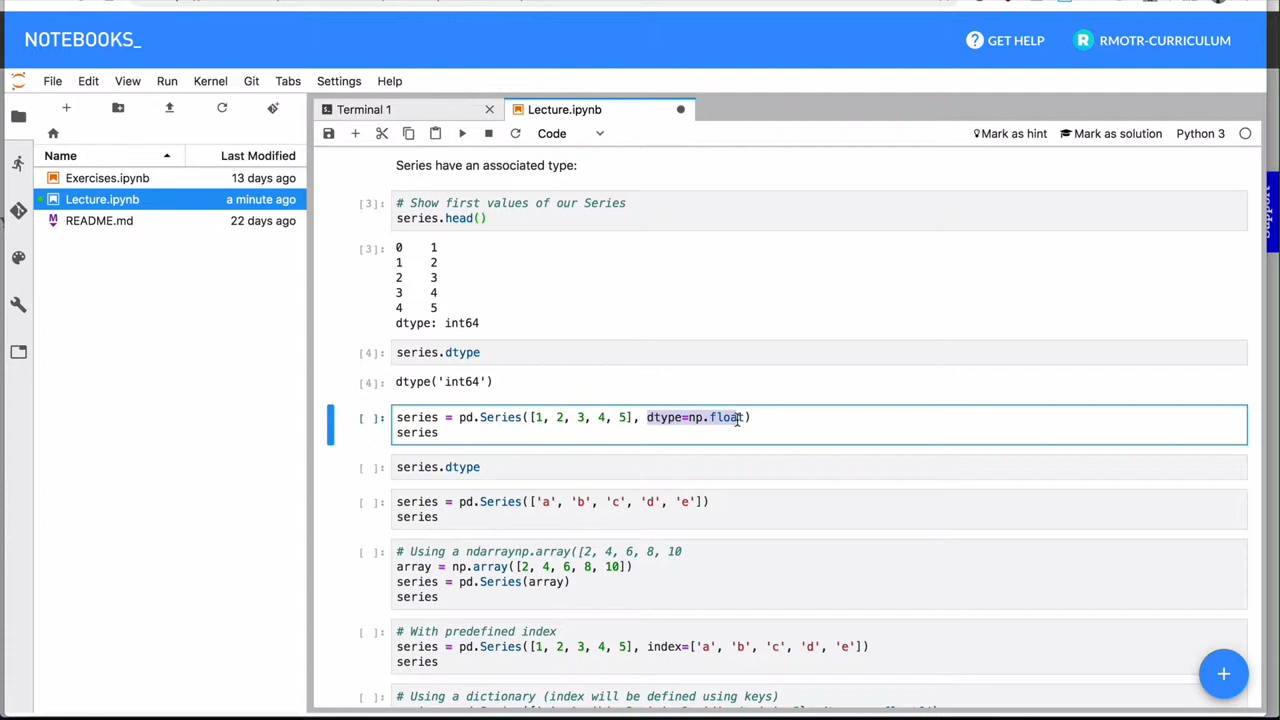 NOTEBOOKS_
GET HELP
R RMOTR-CURRICULUM
File Edit View Run Kernel Git Tabs Settings Help
Terminal 1
Lecture.ipynb
Code
Mark as hint
Mark as solution
Python 3
Name
Last Modified
Exercises.ipynb 13 days ago
Lecture.ipynb a minute ago
README.md 22 days ago
Series have an associated type:
[3]: # Show first values of our Series
series.head()
[3]: 0 1
1 2
2 3
3 4
4 5
dtype: int64
[4]: series.dtype
[4]: dtype('int64')
[ ]: series = pd.Series([1, 2, 3, 4, 5], dtype=np.float)
series
[ ]: series.dtype
[ ]: series = pd.Series(['a', 'b', 'c', 'd', 'e'])
series
[ ]: # Using a ndarraynp.array([2, 4, 6, 8, 10
array = np.array([2, 4, 6, 8, 10])
series = pd.Series(array)
series
[ ]: # With predefined index
series = pd.Series([1, 2, 3, 4, 5], index=['a', 'b', 'c', 'd', 'e'])
series
[ ]: # Using a dictionary (index will be defined using keys)
Support